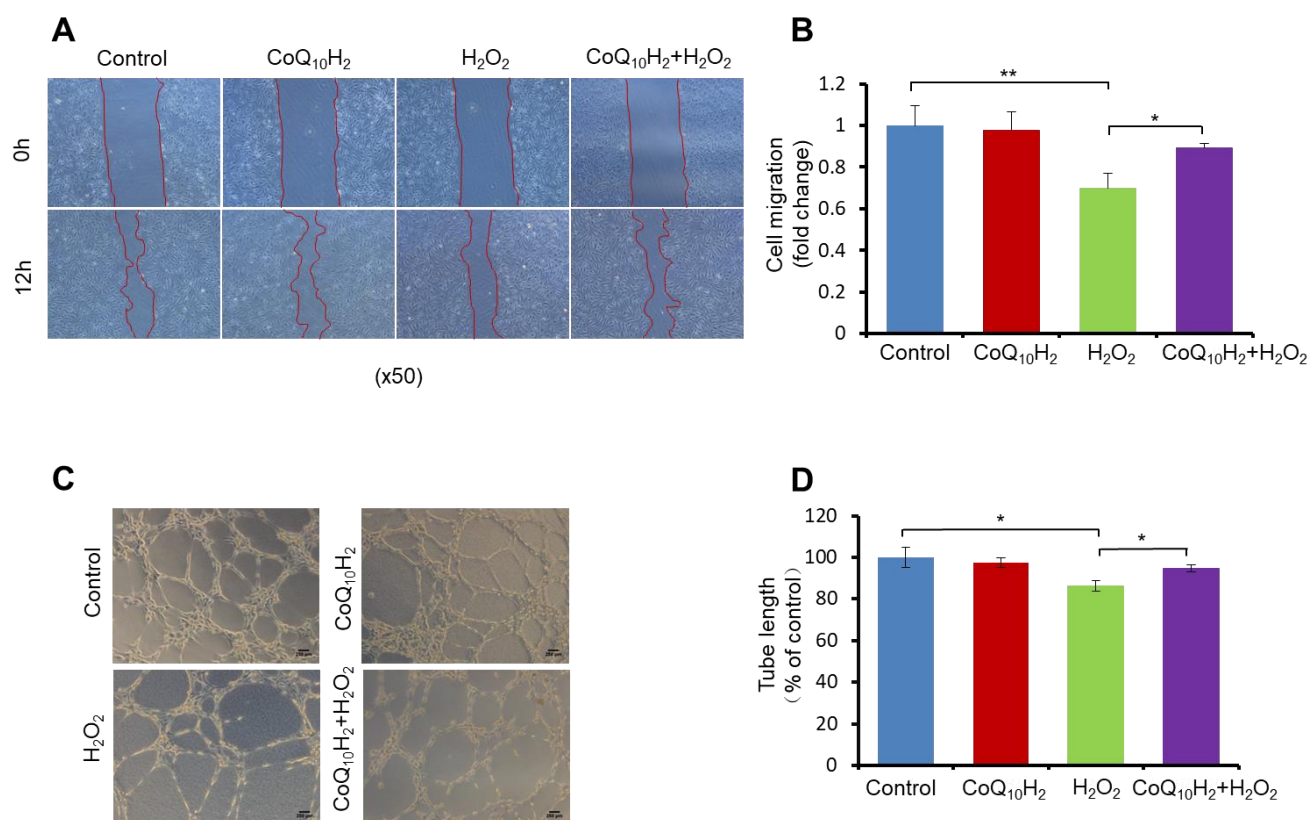 A
Control
CoQ₁₀H₂
H₂O₂
CoQ₁₀H₂+H₂O₂
0h
12h
(x50)
B
Cell migration
(fold change)
1.2
1
0.8
0.6
0.4
0.2
0
**
*
Control
CoQ₁₀H₂
H₂O₂
CoQ₁₀H₂+H₂O₂
C
Control
CoQ₁₀H₂
H₂O₂
CoQ₁₀H₂+H₂O₂
D
Tube length
(% of control)
120
100
80
60
40
20
0
*
*
Control
CoQ₁₀H₂
H₂O₂
CoQ₁₀H₂+H₂O₂